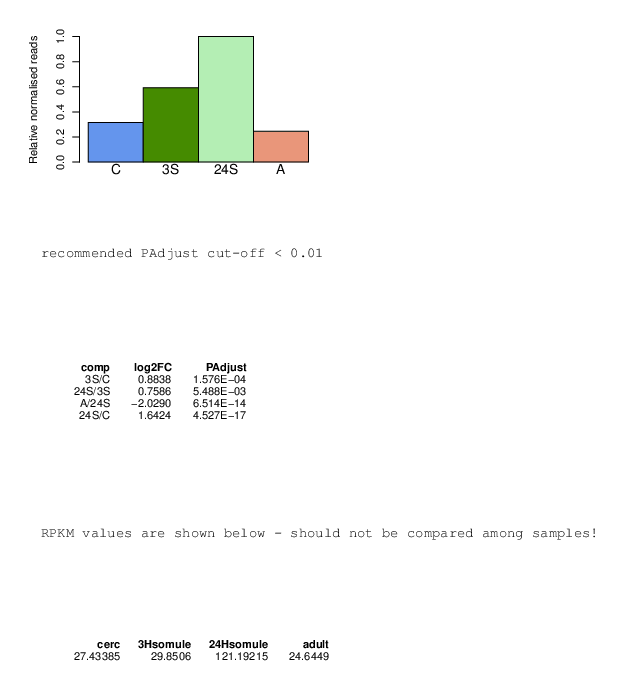 Relative normalised reads
1.0
0.8
0.6
0.4
0.2
0.0
C 3S 24S A
recommended PAdjust cut-off < 0.01
comp log2FC PAdjust
3S/C 0.8838 1.576E−04
24S/3S 0.7586 5.488E−03
A/24S −2.0290 6.514E−14
24S/C 1.6424 4.527E−17
RPKM values are shown below - should not be compared among samples!
cerc 3Hsomule 24Hsomule adult
27.43385 29.8506 121.19215 24.6449